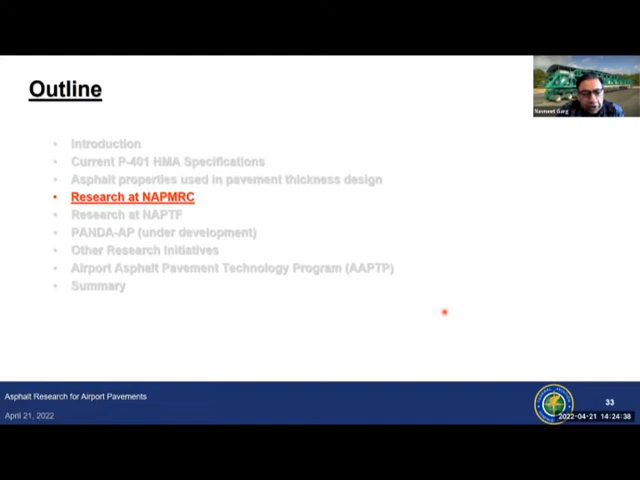 Outline
Navneet Garg
• Introduction
• Current P-401 HMA Specifications
• Asphalt properties used in pavement thickness design
• Research at NAPMRC
• Research at NAPTF
• PANDA-AP (under development)
• Other Research Initiatives
• Airport Asphalt Pavement Technology Program (AAPTP)
• Summary
Asphalt Research for Airport Pavements
April 21, 2022
33
2022-04-21 14:24:38